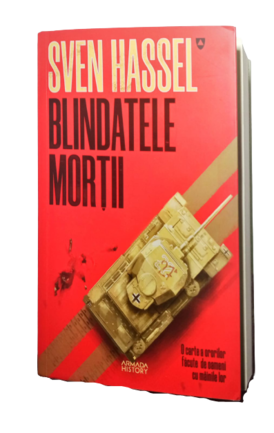 SVEN HASSEL
BLINDATELE
MORȚII
O carte a ororilor
făcute de oameni
cu mâinile lor
ARMADA
HISTORY